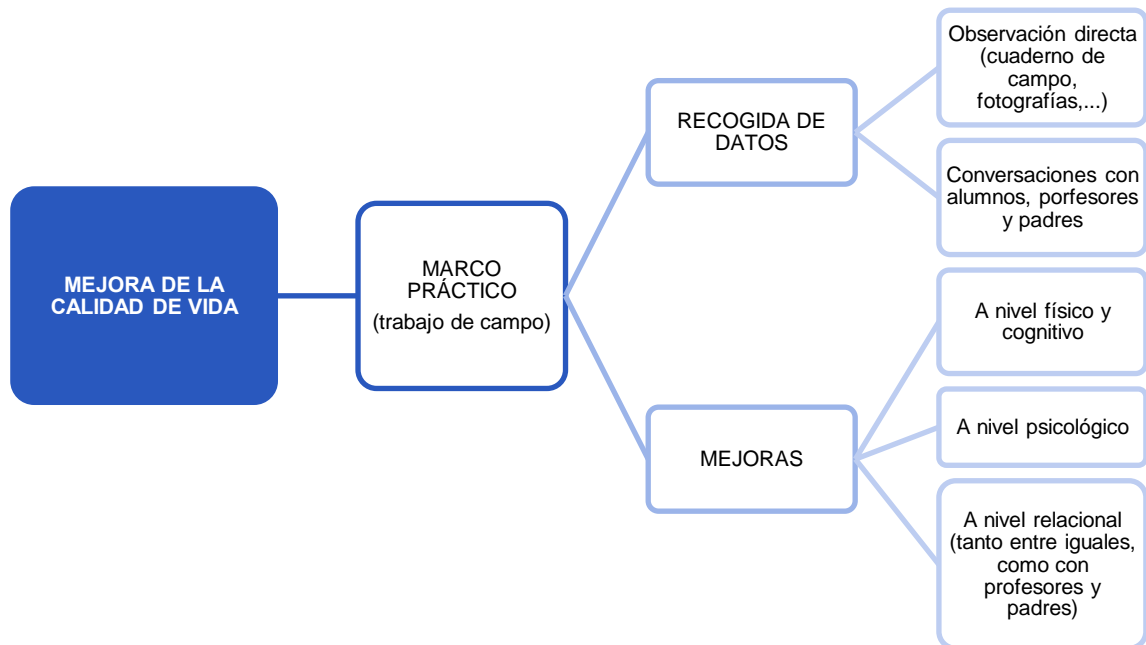 MEJORA DE LA
CALIDAD DE VIDA
MARCO
PRÁCTICO
(trabajo de campo)
RECOGIDA DE
DATOS
Observación directa
(cuaderno de
campo,
fotografías,...)
Conversaciones con
alumnos, porfesores
y padres
MEJORAS
A nivel físico y
cognitivo
A nivel psicológico
A nivel relacional
(tanto entre iguales,
como con
profesores y
padres)